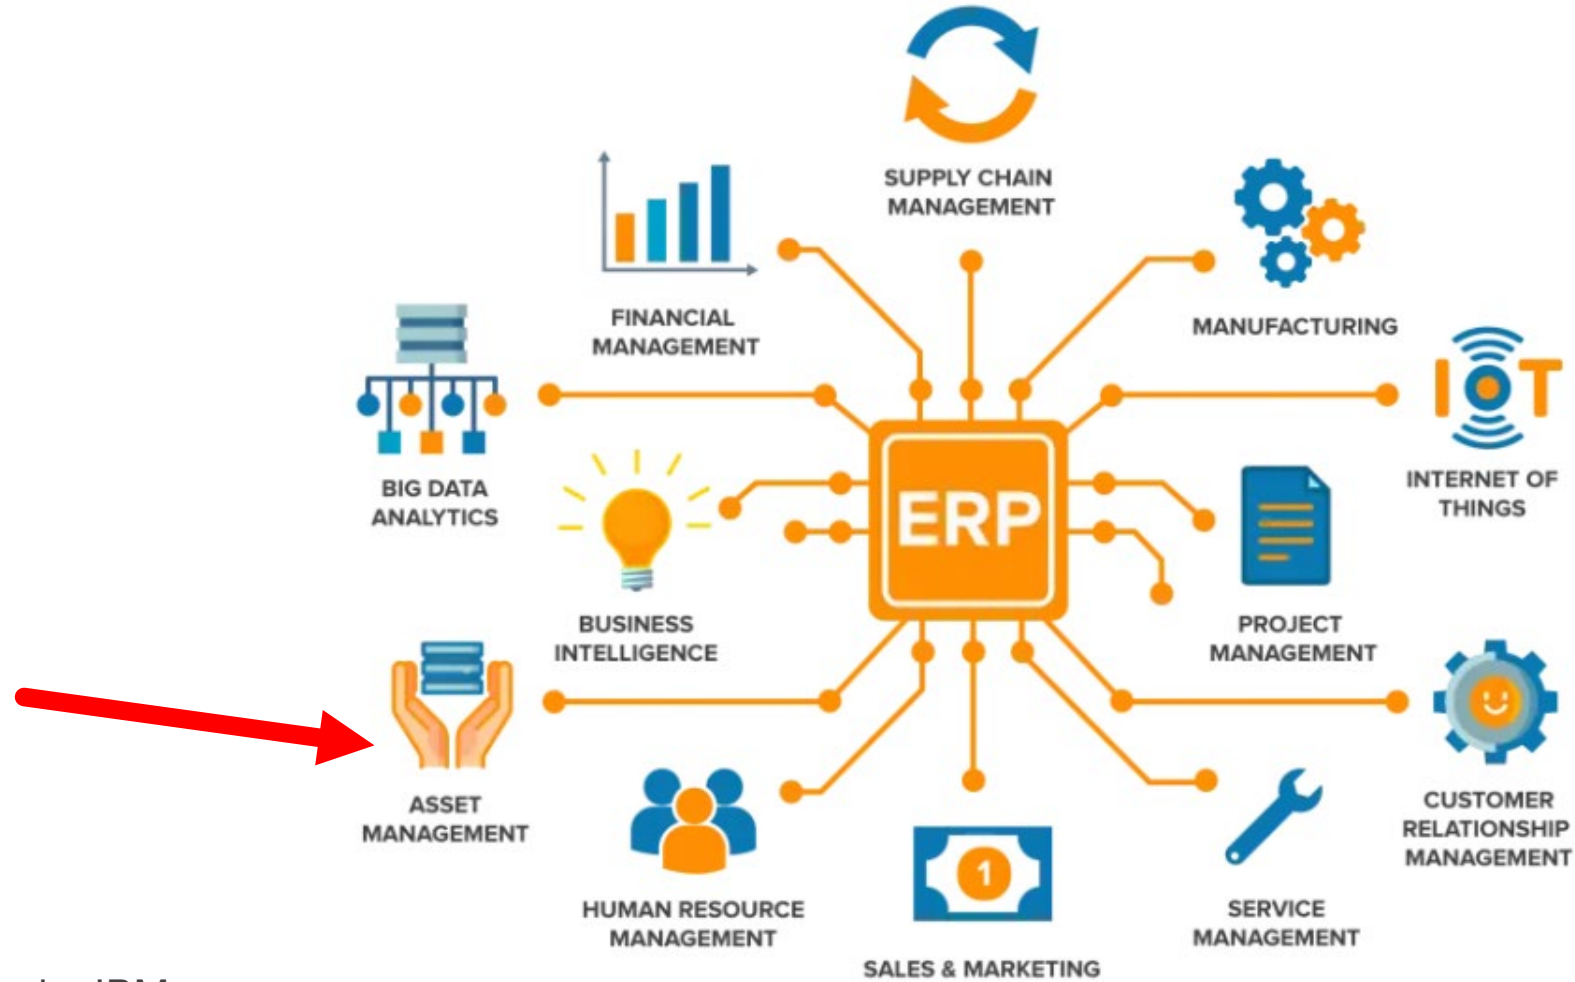 SUPPLY CHAIN
MANAGEMENT
FINANCIAL
MANAGEMENT
MANUFACTURING
BIG DATA
ANALYTICS
IOT
INTERNET OF
THINGS
ERP
BUSINESS
INTELLIGENCE
PROJECT
MANAGEMENT
ASSET
MANAGEMENT
CUSTOMER
RELATIONSHIP
MANAGEMENT
HUMAN RESOURCE
MANAGEMENT
1
SALES & MARKETING
SERVICE
MANAGEMENT